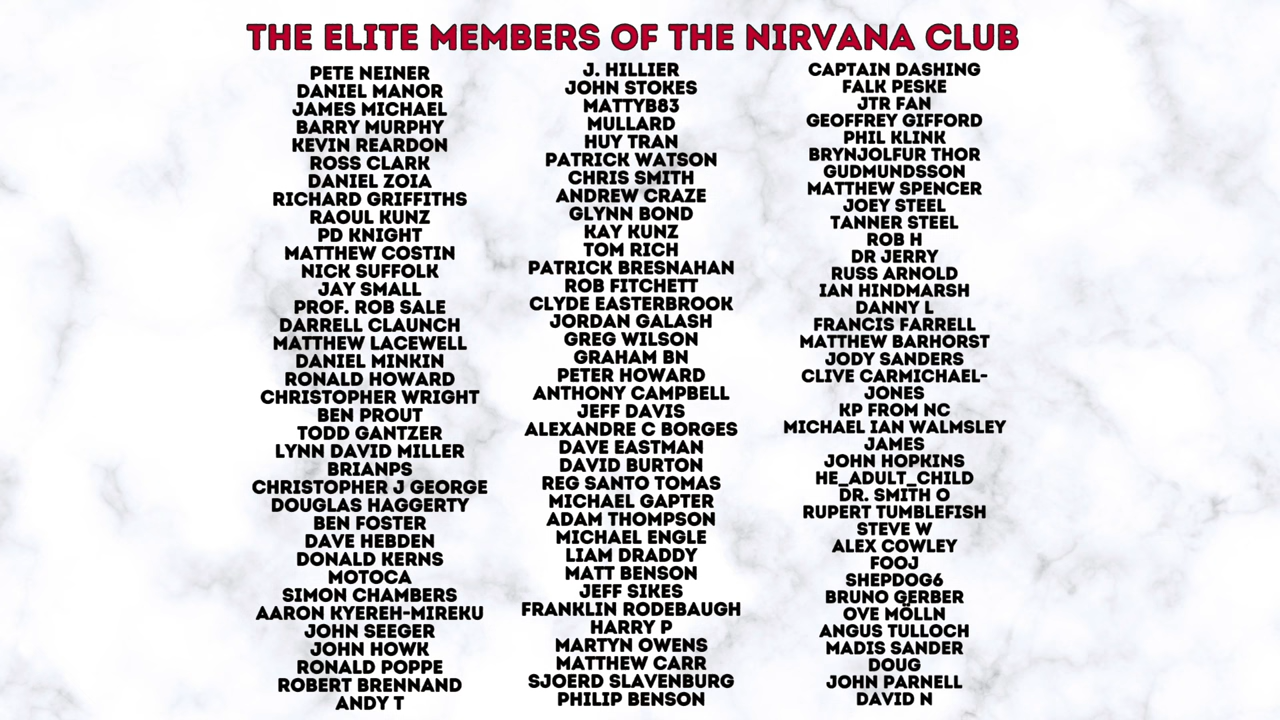 THE ELITE MEMBERS OF THE NIRVANA CLUB
PETE NEINER
DANIEL MANOR
JAMES MICHAEL
BARRY MURPHY
KEVIN REARDON
ROSS CLARK
DANIEL ZOIA
RICHARD GRIFFITHS
RAOUL KUNZ
PD KNIGHT
MATTHEW COSTIN
NICK SUFFOLK
JAY SMALL
PROF. ROB SALE
DARRELL CLAUNCH
MATTHEW LACEWELL
DANIEL MINKIN
RONALD HOWARD
CHRISTOPHER WRIGHT
BEN PROUT
TODD GANTZER
LYNN DAVID MILLER
BRIANPS
CHRISTOPHER J GEORGE
DOUGLAS HAGGERTY
BEN FOSTER
DAVE HEBDEN
DONALD KERNS
MOTOCA
SIMON CHAMBERS
AARON KYEREH-MIREKU
JOHN SEEGER
JOHN HOWK
RONALD POPPE
ROBERT BRENNAND
ANDY T
J. HILLIER
JOHN STOKES
MATTYB83
MULLARD
HUY TRAN
PATRICK WATSON
CHRIS SMITH
ANDREW CRAZE
GLYNN BOND
KAY KUNZ
TOM RICH
PATRICK BRESNAHAN
ROB FITCHETT
CLYDE EASTERBROOK
JORDAN GALASH
GREG WILSON
GRAHAM BN
PETER HOWARD
ANTHONY CAMPBELL
JEFF DAVIS
ALEXANDRE C BORGES
DAVE EASTMAN
DAVID BURTON
REG SANTO TOMAS
MICHAEL GAPTER
ADAM THOMPSON
MICHAEL ENGLE
LIAM DRADDY
MATT BENSON
JEFF SIKES
FRANKLIN RODEBAUGH
HARRY P
MARTYN OWENS
MATTHEW CARR
SJOERD SLAVENBURG
PHILIP BENSON
CAPTAIN DASHING
FALK PESKE
JTR FAN
GEOFFREY GIFFORD
PHIL KLINK
BRYNJOLFUR THOR
GUDMUNDSSON
MATTHEW SPENCER
JOEY STEEL
TANNER STEEL
ROB H
DR JERRY
RUSS ARNOLD
IAN HINDMARSH
DANNY L
FRANCIS FARRELL
MATTHEW BARHORST
JODY SANDERS
CLIVE CARMICHAEL-
JONES
KP FROM NC
MICHAEL IAN WALMSLEY
JAMES
JOHN HOPKINS
HE_ADULT_CHILD
DR. SMITH O
RUPERT TUMBLEFISH
STEVE W
ALEX COWLEY
FOOJ
SHEPDOG6
BRUNO GERBER
OVE MÖLLN
ANGUS TULLOCH
MADIS SANDER
DOUG
JOHN PARNELL
DAVID N